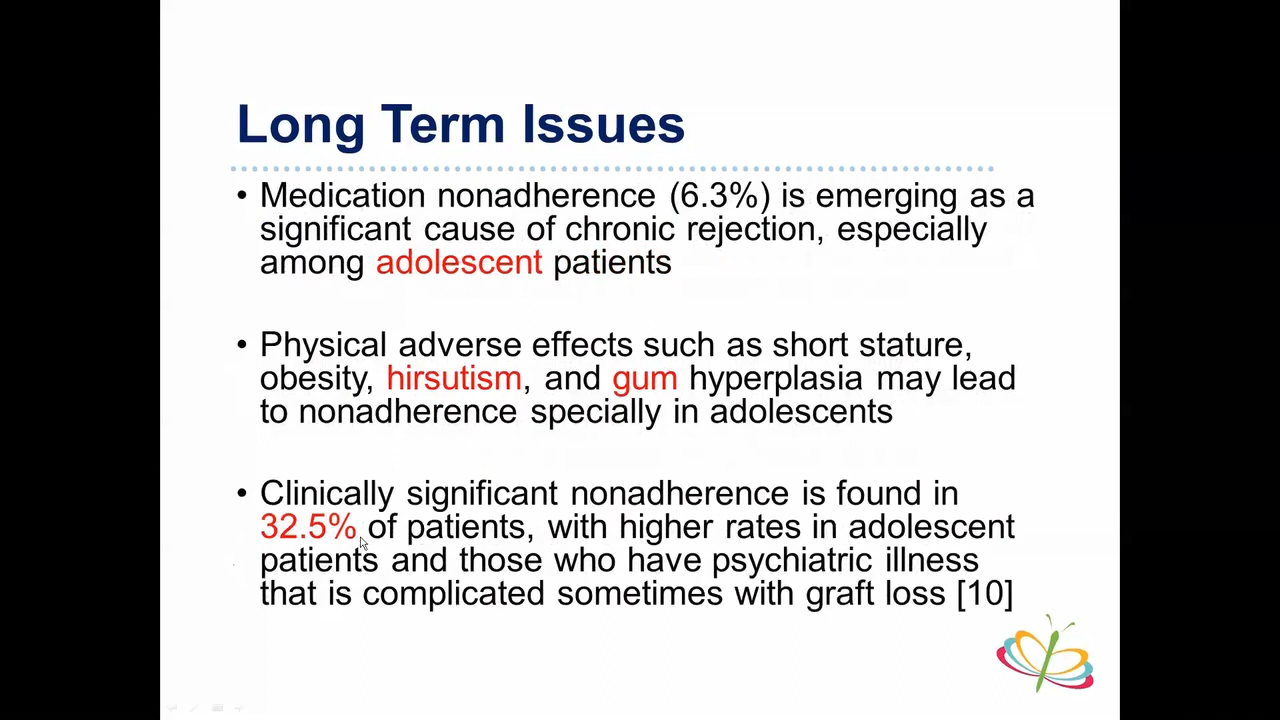 Long Term Issues
• Medication nonadherence (6.3%) is emerging as a
significant cause of chronic rejection, especially
among adolescent patients
• Physical adverse effects such as short stature,
obesity, hirsutism, and gum hyperplasia may lead
to nonadherence specially in adolescents
• Clinically significant nonadherence is found in
32.5% of patients, with higher rates in adolescent
patients and those who have psychiatric illness
that is complicated sometimes with graft loss [10]